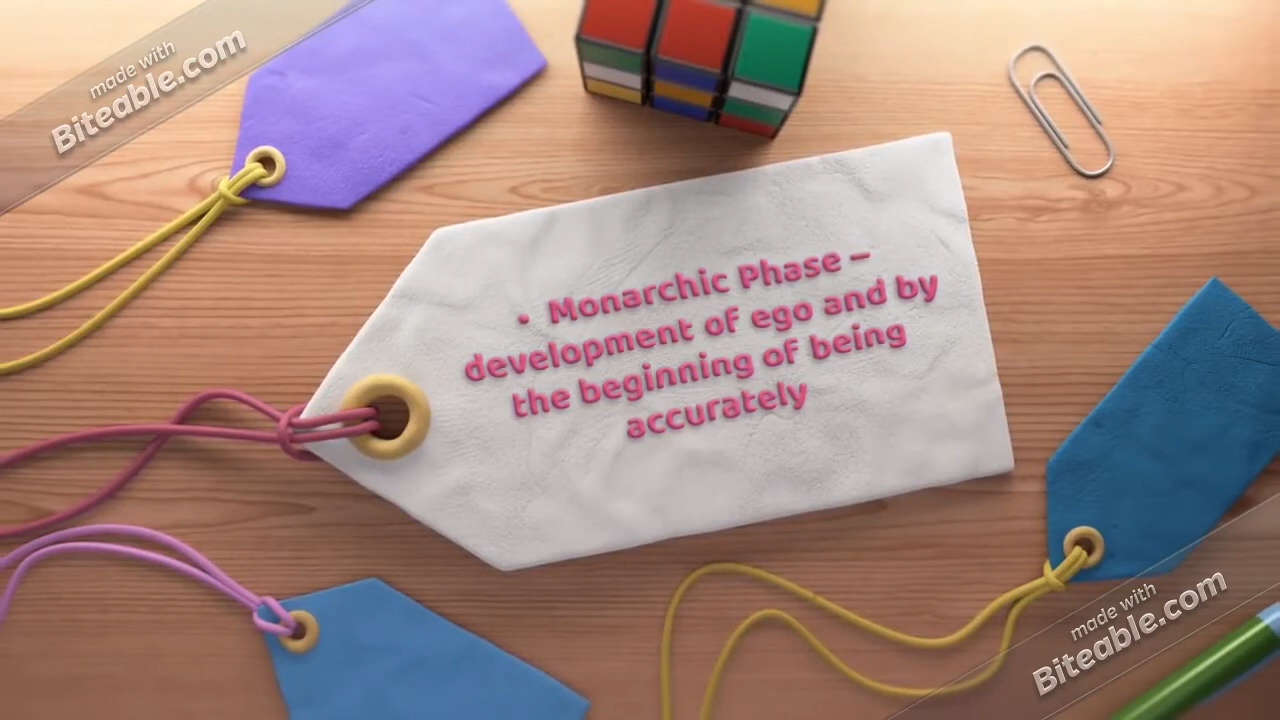 made with
Biteable.com
• Monarchic Phase –
development of ego and by
the beginning of being
accurately
made with
Biteable.com